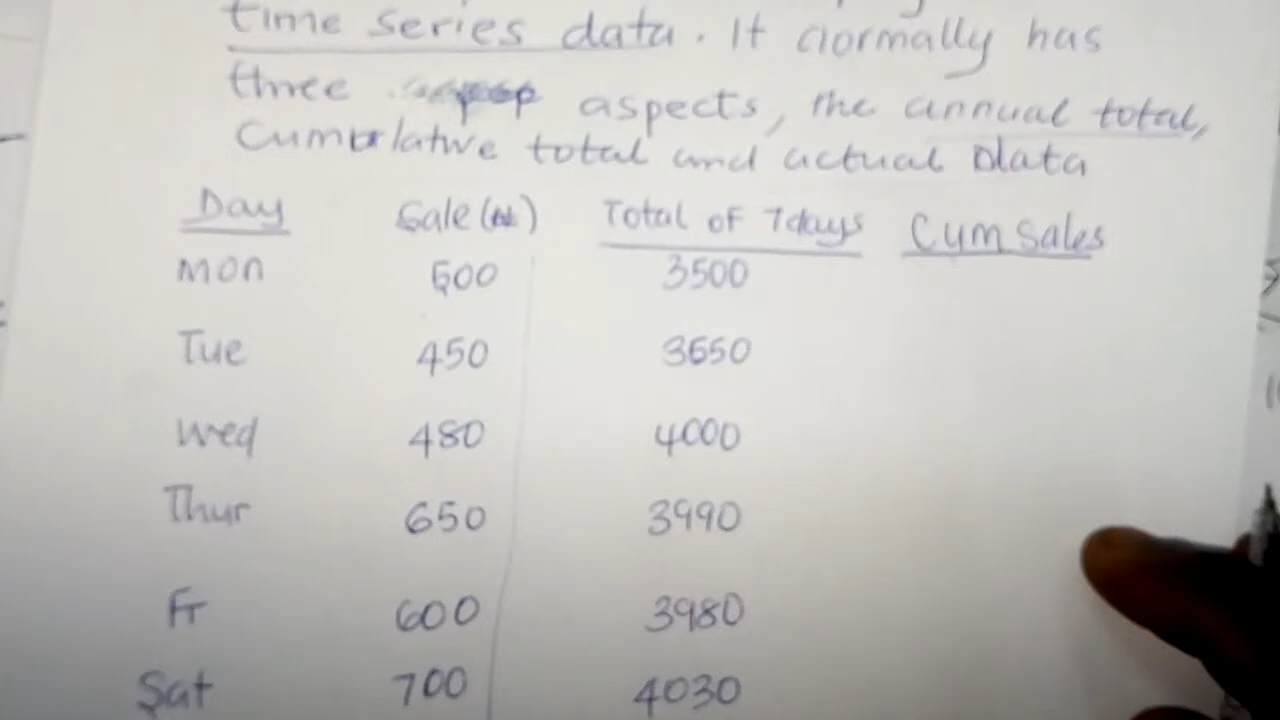 time series data. It normally has
three aspects, the annual total,
Cumulative total and actual Data
Day Sale (₦) Total of 7days Cum Sales
Mon 500 3500
Tue 450 3550
Wed 480 4000
Thur 650 3990
Fr 600 3980
Sat 700 4030